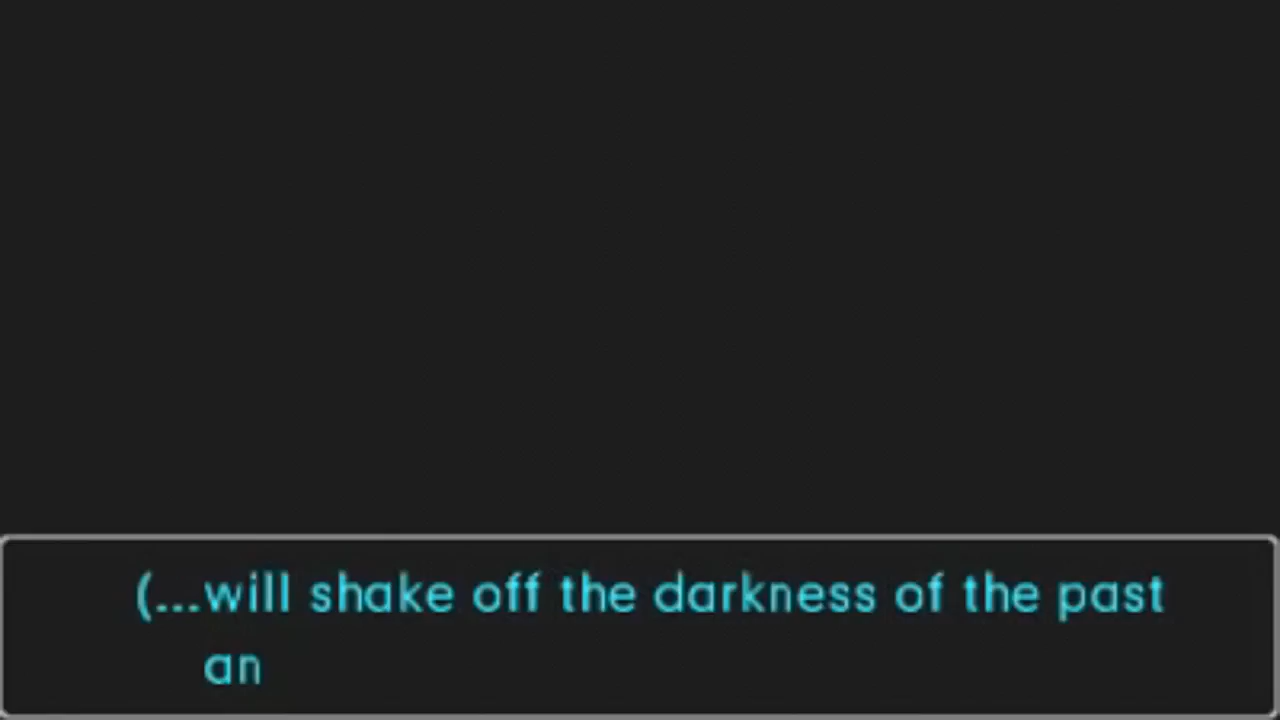 (...will shake off the darkness of the past
an